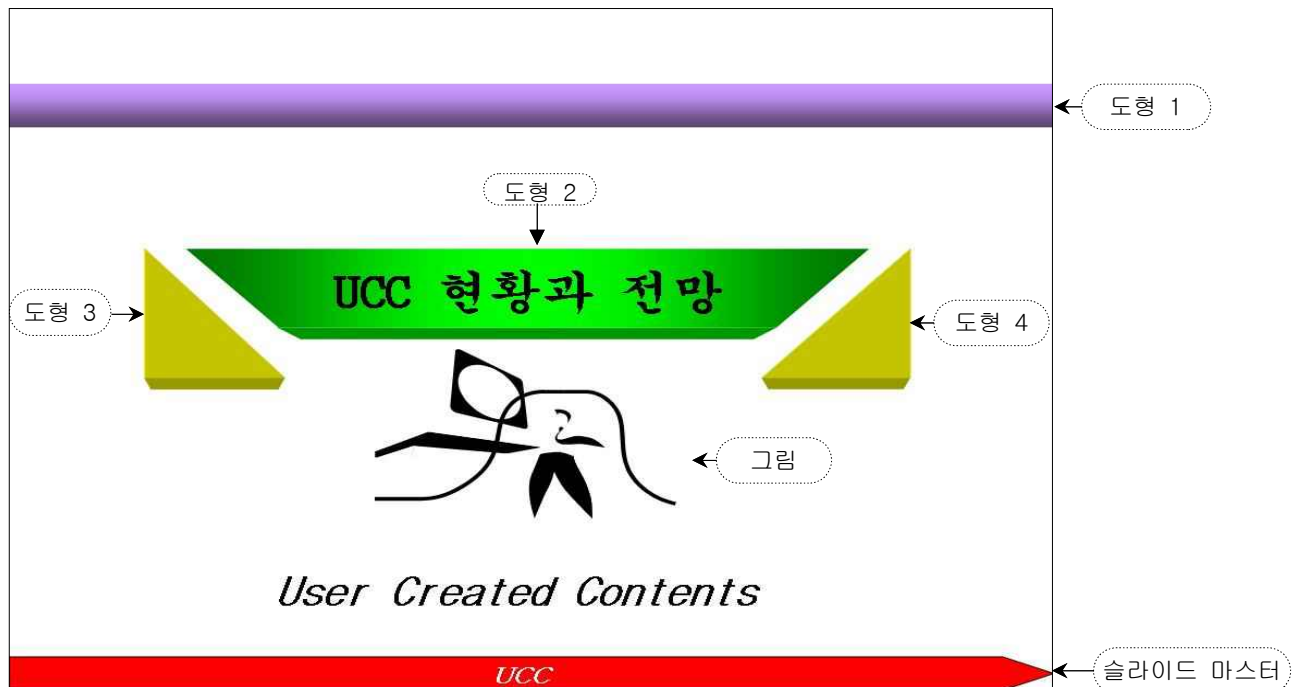 도형 1
도형 2
UCC 현황과 전망
도형 3
도형 4
그림
User Created Contents
UCC
슬라이드 마스터